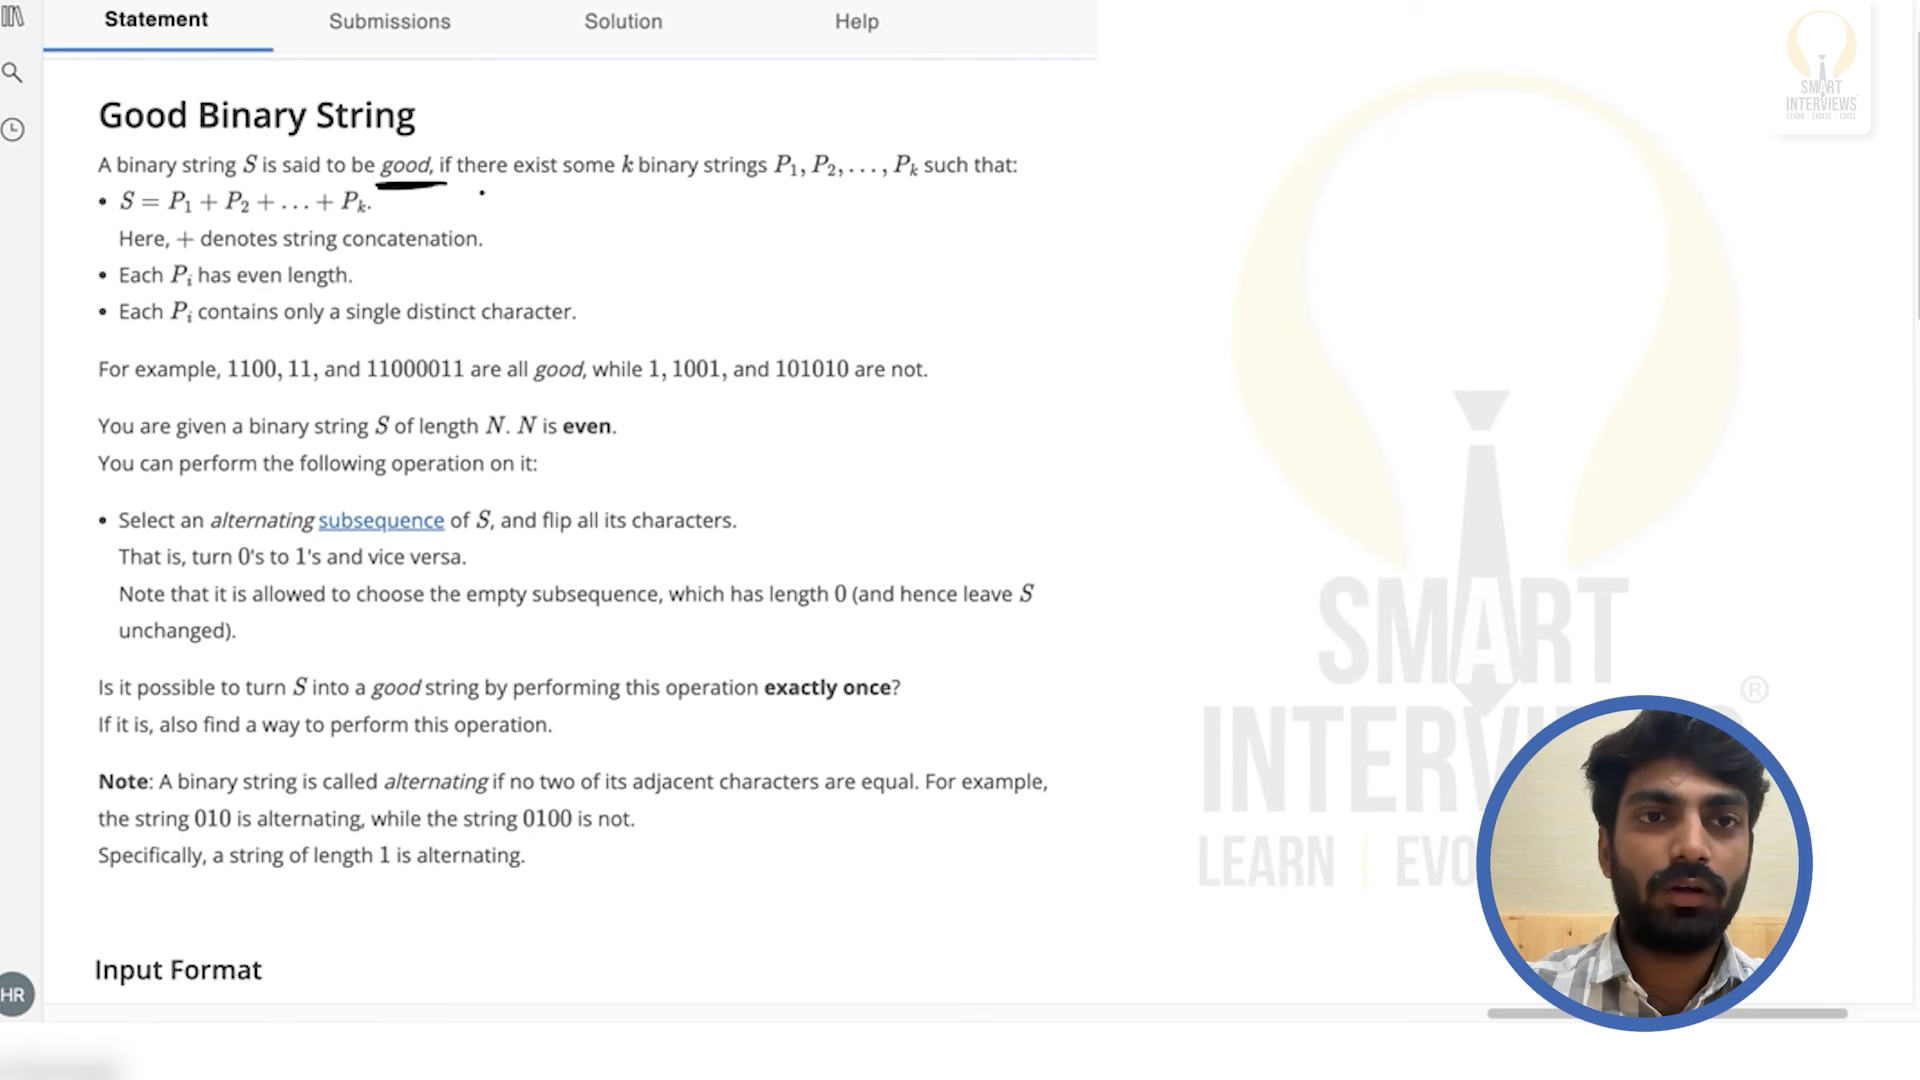 Statement Submissions Solution Help
SMART
INTERVIEWS
LEARN | EVOLVE | EXCEL
Good Binary String
A binary string S is said to be good, if there exist some k binary strings P₁, P₂, . . . , Pₖ such that:
• S = P₁ + P₂ + . . . + Pₖ.
Here, + denotes string concatenation.
• Each Pᵢ has even length.
• Each Pᵢ contains only a single distinct character.
For example, 1100, 11, and 11000011 are all good, while 1, 1001, and 101010 are not.
You are given a binary string S of length N. N is even.
You can perform the following operation on it:
• Select an alternating subsequence of S, and flip all its characters.
That is, turn 0's to 1's and vice versa.
Note that it is allowed to choose the empty subsequence, which has length 0 (and hence leave S
unchanged).
Is it possible to turn S into a good string by performing this operation exactly once?
If it is, also find a way to perform this operation.
Note: A binary string is called alternating if no two of its adjacent characters are equal. For example,
the string 010 is alternating, while the string 0100 is not.
Specifically, a string of length 1 is alternating.
Input Format
HR
SMART
®
LEARN |